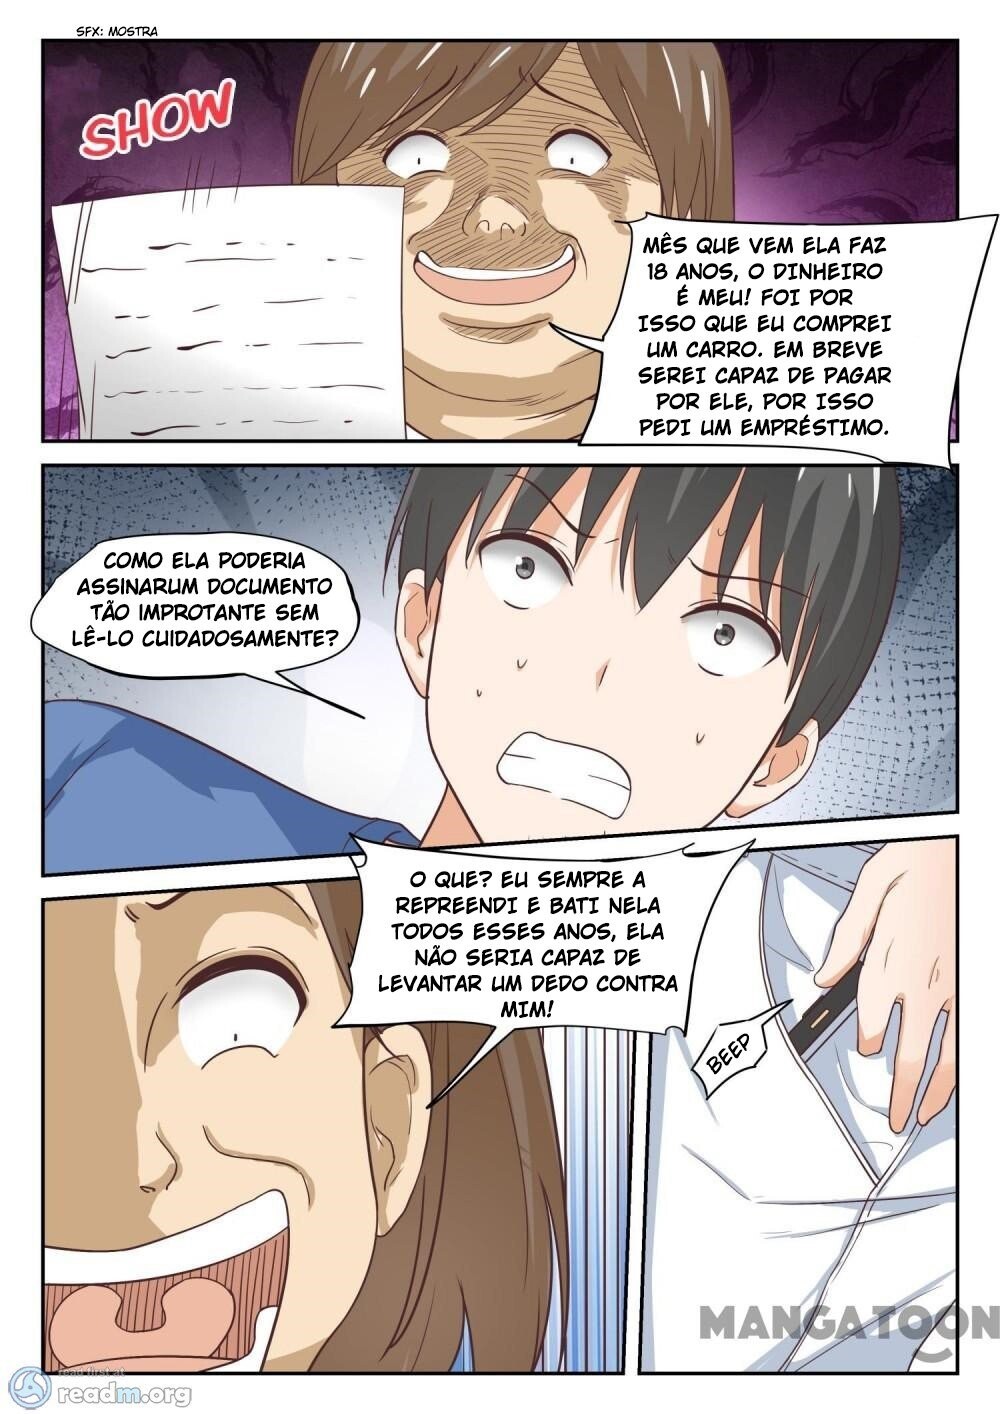 SFX: MOSTRA
SHOW
MÊS QUE VEM ELA FAZ
18 ANOS, O DINHEIRO
É MEU! FOI POR
ISSO QUE EU COMPREI
UM CARRO. EM BREVE
SEREI CAPAZ DE PAGAR
POR ELE, POR ISSO
PEDI UM EMPRÉSTIMO.
COMO ELA PODERIA
ASSINARUM DOCUMENTO
TÃO IMPROTANTE SEM
LÊ-LO CUIDADOSAMENTE?
O QUE? EU SEMPRE A
REPREENDI E BATI NELA
TODOS ESSES ANOS, ELA
NÃO SERIA CAPAZ DE
LEVANTAR UM DEDO CONTRA
MIM!
BEEP
MANGATOON
read first at
readm.org